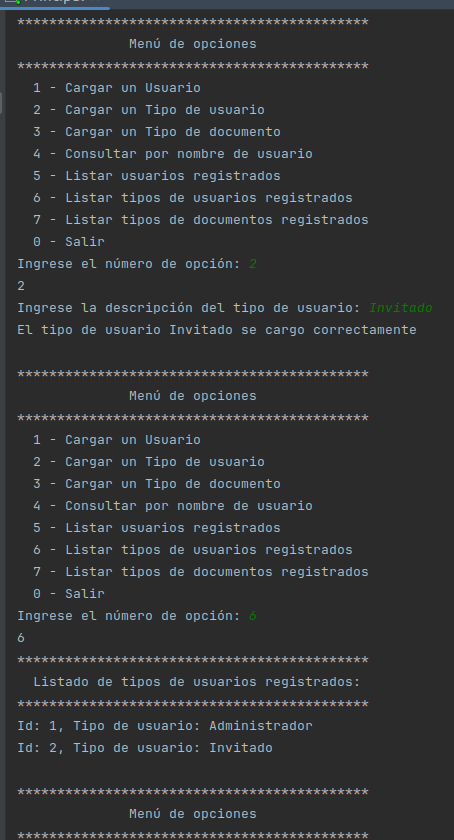 ********************************************
Menú de opciones
********************************************
1 - Cargar un Usuario
2 - Cargar un Tipo de usuario
3 - Cargar un Tipo de documento
4 - Consultar por nombre de usuario
5 - Listar usuarios registrados
6 - Listar tipos de usuarios registrados
7 - Listar tipos de documentos registrados
0 - Salir
Ingrese el número de opción: 2
2
Ingrese la descripción del tipo de usuario: Invitado
El tipo de usuario Invitado se cargo correctamente
********************************************
Menú de opciones
********************************************
1 - Cargar un Usuario
2 - Cargar un Tipo de usuario
3 - Cargar un Tipo de documento
4 - Consultar por nombre de usuario
5 - Listar usuarios registrados
6 - Listar tipos de usuarios registrados
7 - Listar tipos de documentos registrados
0 - Salir
Ingrese el número de opción: 6
6
********************************************
Listado de tipos de usuarios registrados:
********************************************
Id: 1, Tipo de usuario: Administrador
Id: 2, Tipo de usuario: Invitado
********************************************
Menú de opciones
********************************************